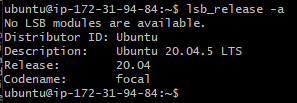 ubuntu@ip-172-31-94-84:~$ lsb_release -a
No LSB modules are available.
Distributor ID: Ubuntu
Description:    Ubuntu 20.04.5 LTS
Release:        20.04
Codename:       focal
ubuntu@ip-172-31-94-84:~$